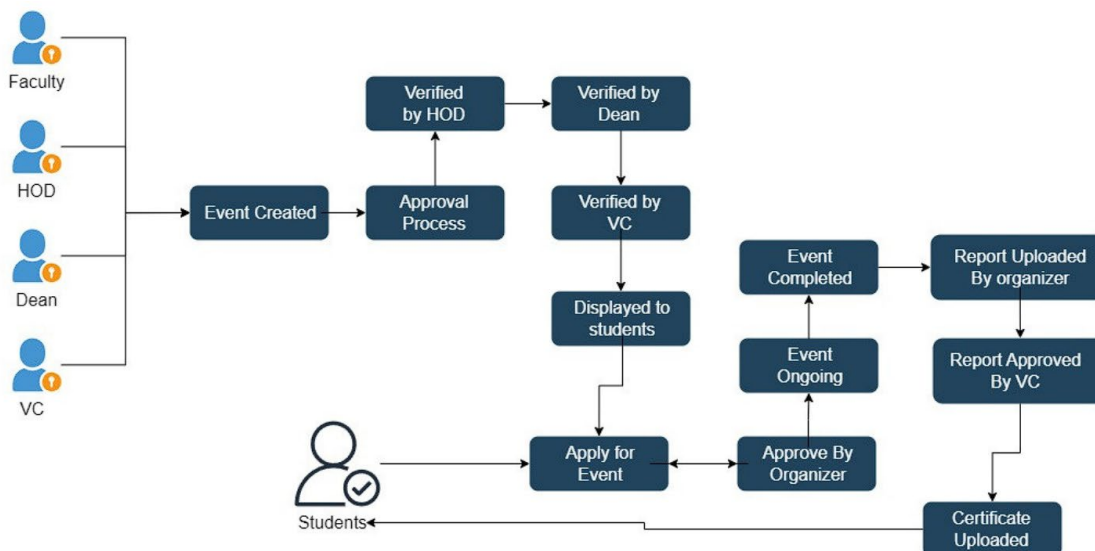 Faculty
HOD
Dean
VC
Event Created
Approval
Process
Verified
by HOD
Verified by
Dean
Verified by
VC
Displayed to
students
Students
Apply for
Event
Approve By
Organizer
Event
Ongoing
Event
Completed
Report Uploaded
By organizer
Report Approved
By VC
Certificate
Uploaded